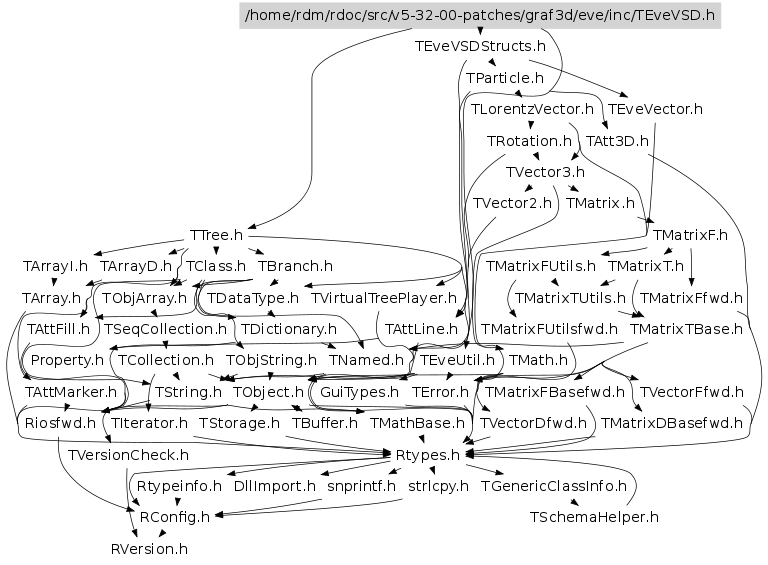 /home/rdm/rdoc/src/v5-32-00-patches/graf3d/eve/inc/TEveVSD.h
TEveVSDStructs.h
TParticle.h
TLorentzVector.h TEveVector.h
TRotation.h TAtt3D.h
TVector3.h
TVector2.h TMatrix.h
TTree.h TMatrixF.h
TArrayI.h TArrayD.h TClass.h TBranch.h TMatrixFUtils.h TMatrixT.h
TArray.h TObjArray.h TDataType.h TVirtualTreePlayer.h TMatrixTUtils.h TMatrixFfwd.h
TAttFill.h TSeqCollection.h TDictionary.h TAttLine.h TMatrixFUtilsfwd.h TMatrixTBase.h
Property.h TCollection.h TObjString.h TNamed.h TEveUtil.h TMath.h
TAttMarker.h TString.h TObject.h GuiTypes.h TError.h TMatrixFBasefwd.h TVectorFfwd.h
Riosfwd.h TIterator.h TStorage.h TBuffer.h TMathBase.h TVectorDfwd.h TMatrixDBasefwd.h
TVersionCheck.h Rtypes.h
Rtypeinfo.h DllImport.h snprintf.h strlcpy.h TGenericClassInfo.h
RConfig.h TSchemaHelper.h
RVersion.h